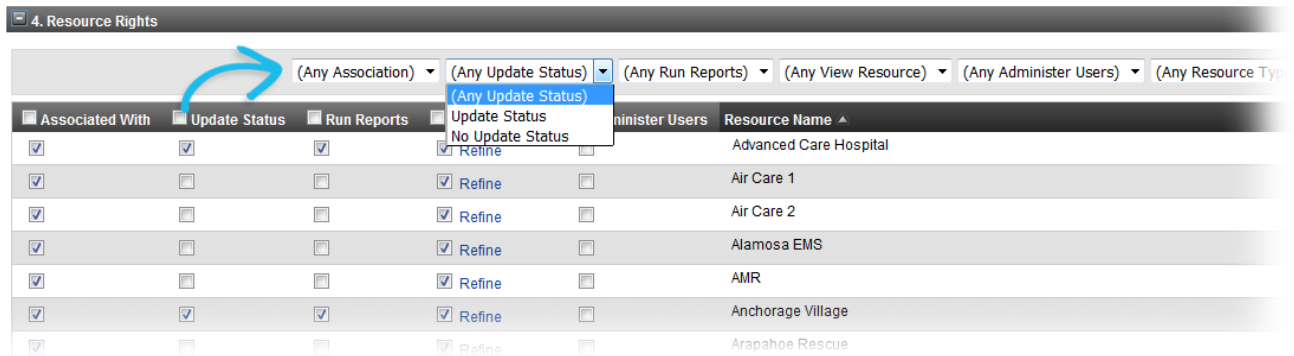 4. Resource Rights
(Any Association) (Any Update Status) (Any Run Reports) (Any View Resource) (Any Administer Users) (Any Resource Type
(Any Update Status)
Update Status
No Update Status
Associated With Update Status Run Reports minister Users Resource Name
Refine Advanced Care Hospital
Refine Air Care 1
Refine Air Care 2
Refine Alamosa EMS
Refine AMR
Refine Anchorage Village
Refine Arapahoe Rescue